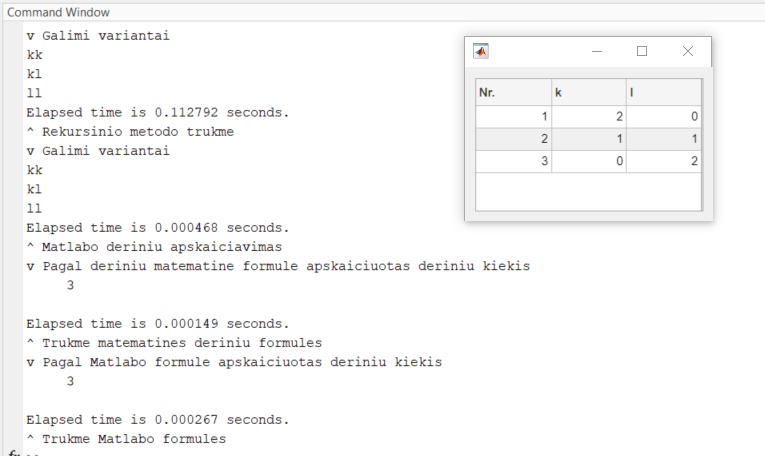 Command Window
v Galimi variantai
kk
kl
ll
Elapsed time is 0.112792 seconds.
^ Rekursinio metodo trukme
v Galimi variantai
kk
kl
ll
Elapsed time is 0.000468 seconds.
^ Matlabo deriniu apskaiciavimas
v Pagal deriniu matematine formule apskaiciuotas deriniu kiekis
3
Elapsed time is 0.000149 seconds.
^ Trukme matematines deriniu formules
v Pagal Matlabo formule apskaiciuotas deriniu kiekis
3
Elapsed time is 0.000267 seconds.
^ Trukme Matlabo formules
Nr. k l
1 2 0
2 1 1
3 0 2